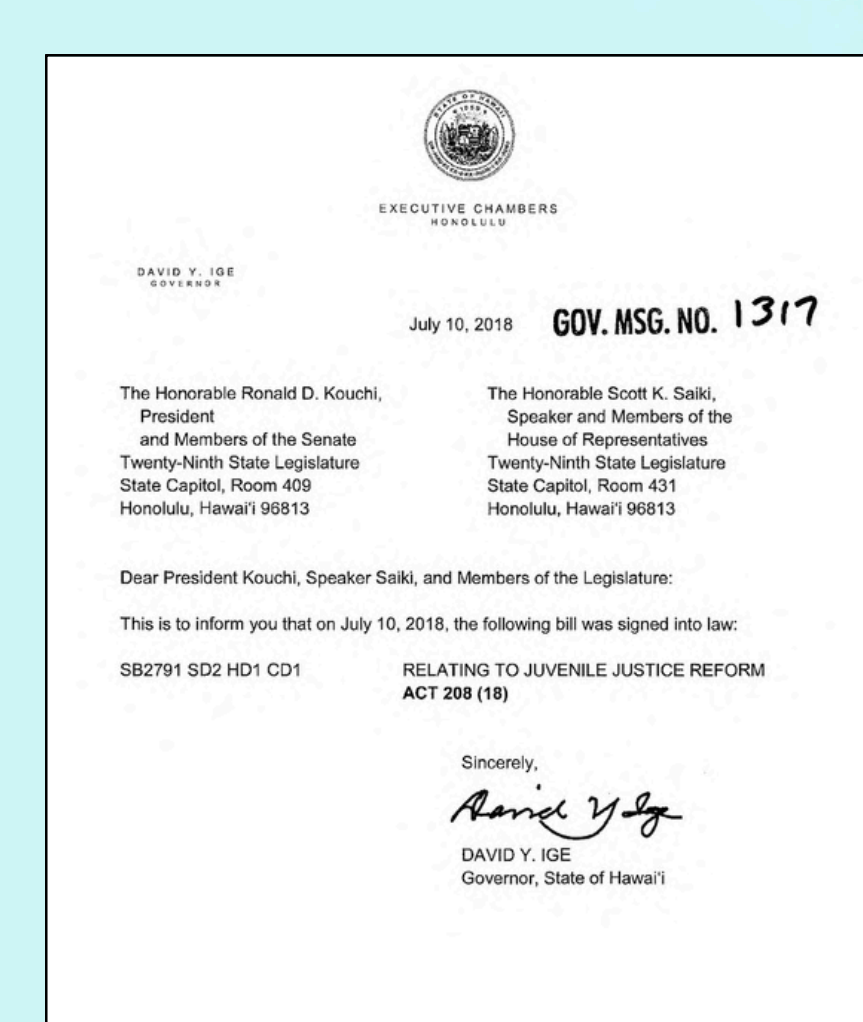 STATE OF HAWAII
1959
EXECUTIVE CHAMBERS
HONOLULU
DAVID Y. IGE
GOVERNOR
July 10, 2018
GOV. MSG. NO. 1317
The Honorable Ronald D. Kouchi,
President
and Members of the Senate
Twenty-Ninth State Legislature
State Capitol, Room 409
Honolulu, Hawai'i 96813
The Honorable Scott K. Saiki,
Speaker and Members of the
House of Representatives
Twenty-Ninth State Legislature
State Capitol, Room 431
Honolulu, Hawai'i 96813
Dear President Kouchi, Speaker Saiki, and Members of the Legislature:
This is to inform you that on July 10, 2018, the following bill was signed into law:
SB2791 SD2 HD1 CD1
RELATING TO JUVENILE JUSTICE REFORM
ACT 208 (18)
Sincerely,
David Y Ige
DAVID Y. IGE
Governor, State of Hawai'i